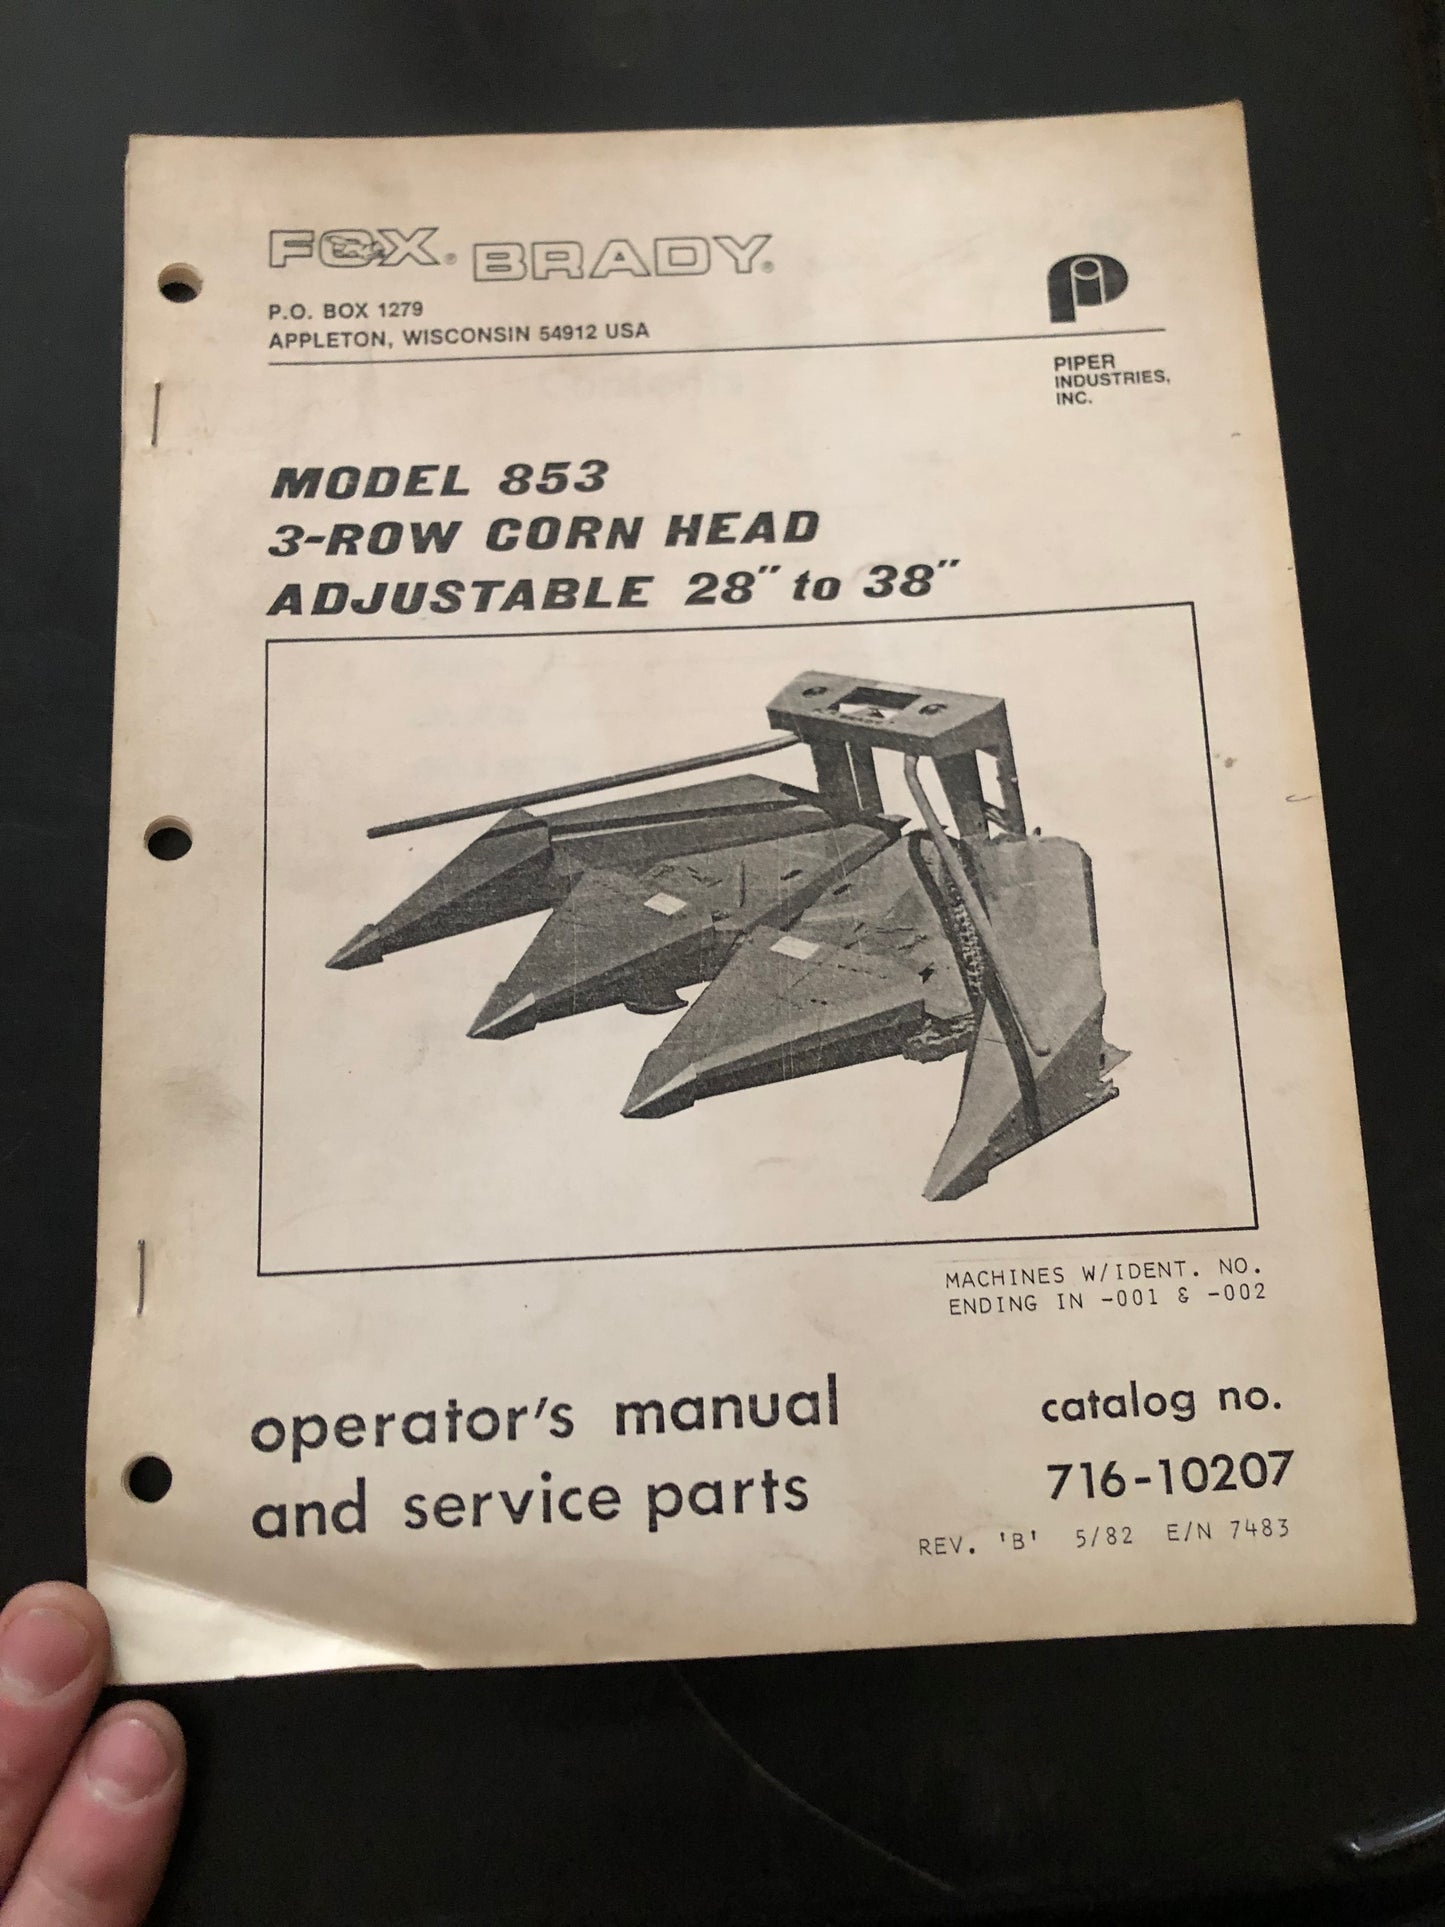 FOX® BRADY®
P.O. BOX 1279
APPLETON, WISCONSIN 54912 USA
PIPER
INDUSTRIES,
INC.
MODEL 853
3-ROW CORN HEAD
ADJUSTABLE 28" to 38"
MACHINES W/IDENT. NO.
ENDING IN -001 & -002
operator's manual
and service parts
catalog no.
716-10207
REV. 'B' 5/82 E/N 7483